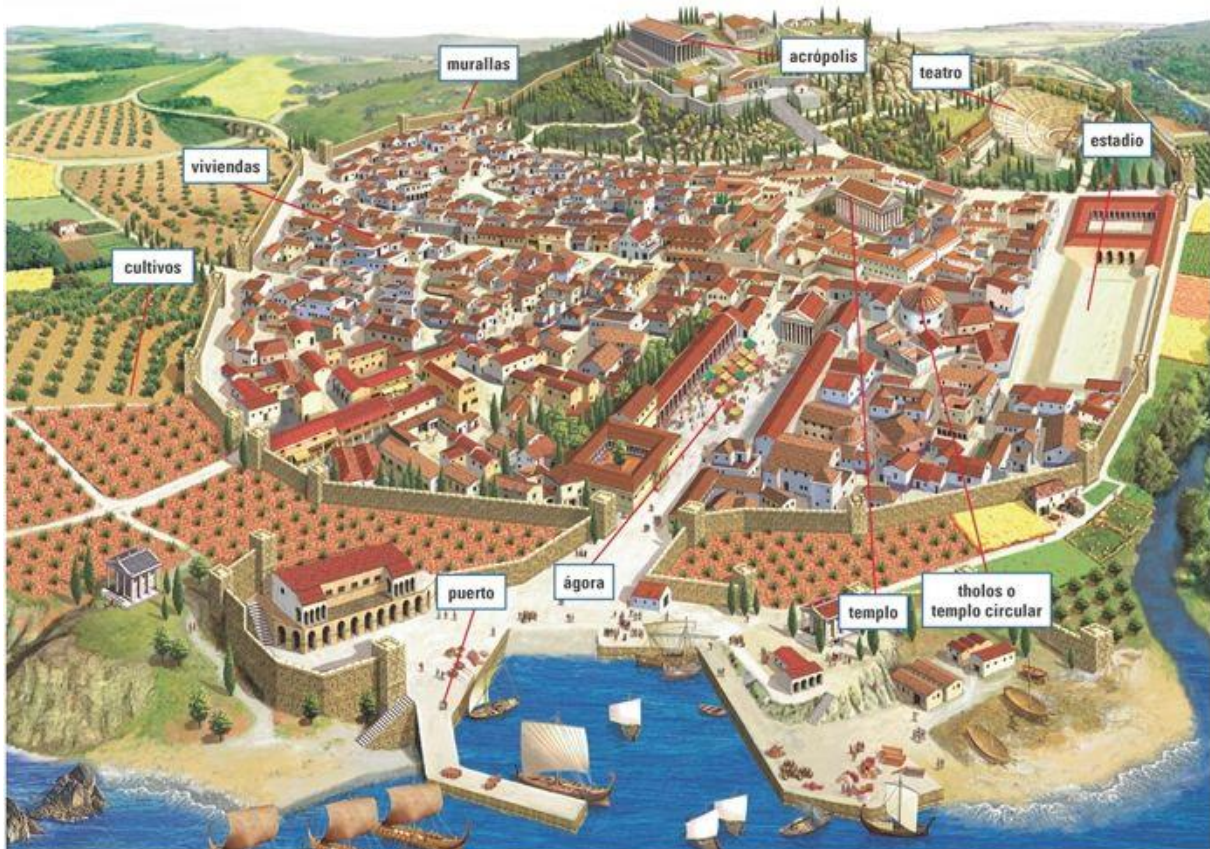 acrópolis
murallas
teatro
estadio
viviendas
cultivos
ágora
puerto
templo
tholos o
templo circular